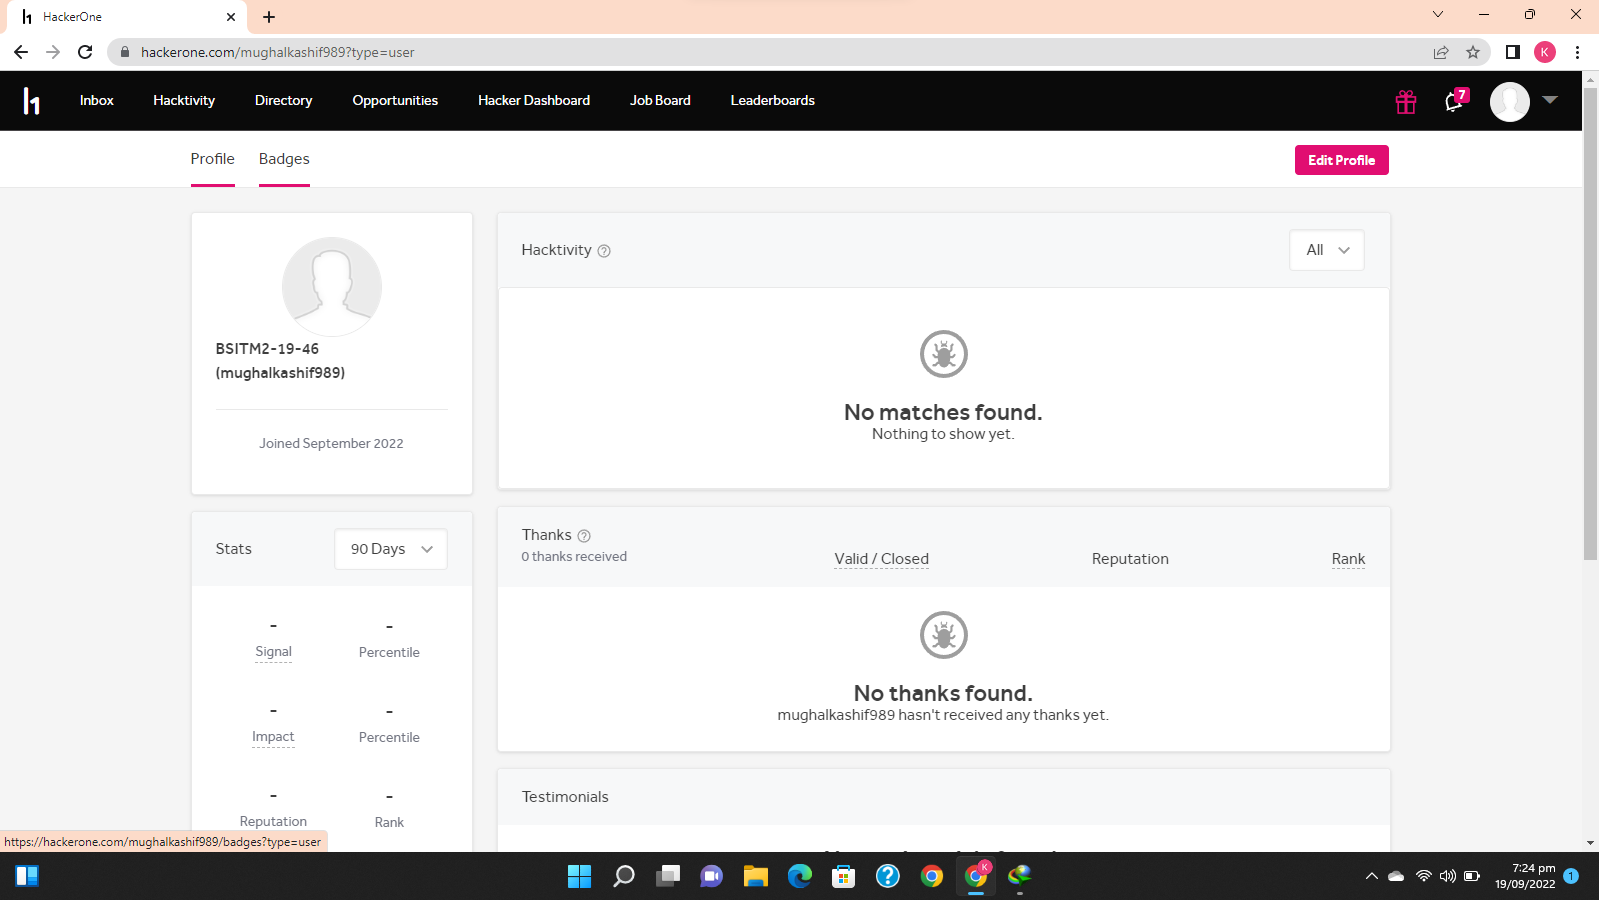 HackerOne
hackerone.com/mughalkashif989?type=user
K
Inbox
Hacktivity
Directory
Opportunities
Hacker Dashboard
Job Board
Leaderboards
7
Profile
Badges
Edit Profile
BSITM2-19-46
(mughalkashif989)
Joined September 2022
Hacktivity
All
No matches found.
Nothing to show yet.
Stats
90 Days
-
-
Signal
Percentile
-
-
Impact
Percentile
-
-
Reputation
Rank
Thanks
0 thanks received
Valid / Closed
Reputation
Rank
No thanks found.
mughalkashif989 hasn't received any thanks yet.
Testimonials
https://hackerone.com/mughalkashif989/badges?type=user
K
7:24 pm
19/09/2022
1